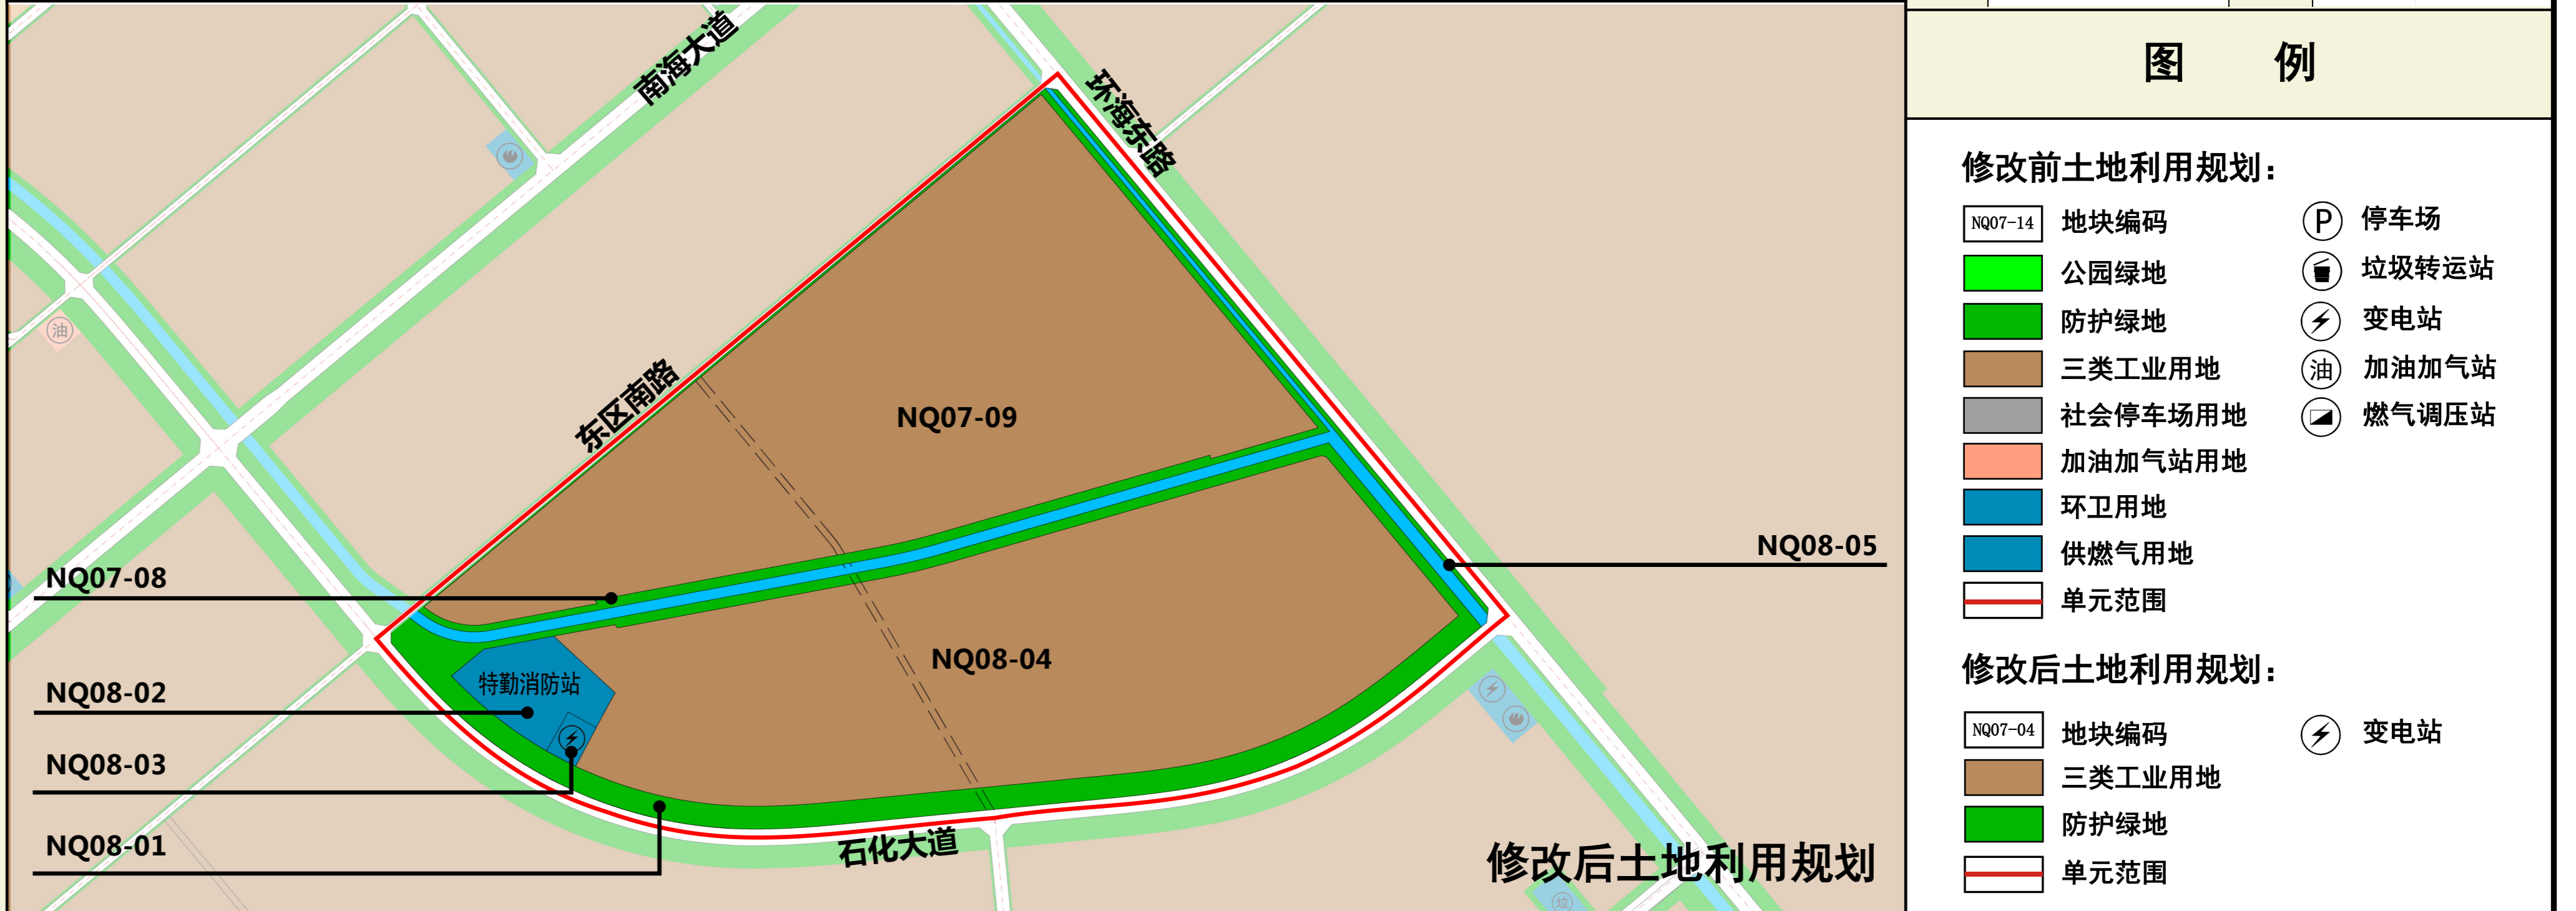 南海大道
环海东路
东区南路
油
NQ07-09
NQ08-05
NQ07-08
NQ08-04
NQ08-02
特勤消防站
NQ08-03
NQ08-01
石化大道
修改后土地利用规划
垃
图 例
修改前土地利用规划：
NQ07-14 地块编码 P 停车场
公园绿地 垃圾转运站
防护绿地 变电站
三类工业用地 油 加油加气站
社会停车场用地 燃气调压站
加油加气站用地
环卫用地
供燃气用地
单元范围
修改后土地利用规划：
NQ07-04 地块编码 变电站
三类工业用地
防护绿地
单元范围